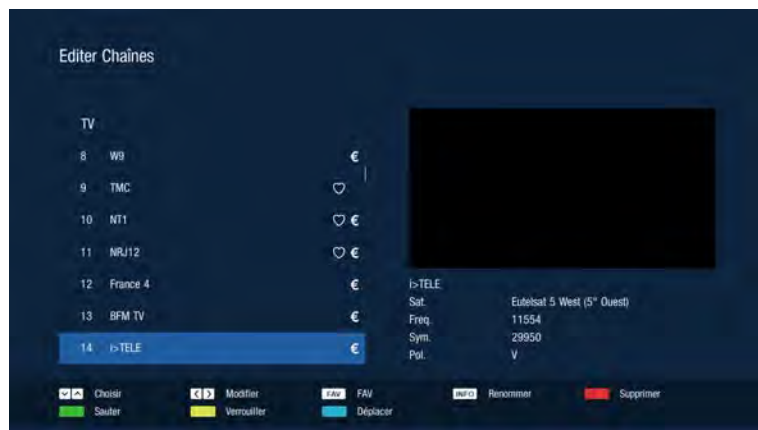 Editer Chaînes
TV
8 W9 €
9 TMC
10 NT1 €
11 NRJ12 €
12 France 4 €
13 BFM TV €
14 i>TELE €
i>TELE
Sat. Eutelsat 5 West (5° Ouest)
Freq. 11554
Sym. 29950
Pol. V
Choisir Modifier FAV FAV INFO Renommer Supprimer
Sauter Verrouiller Déplacer